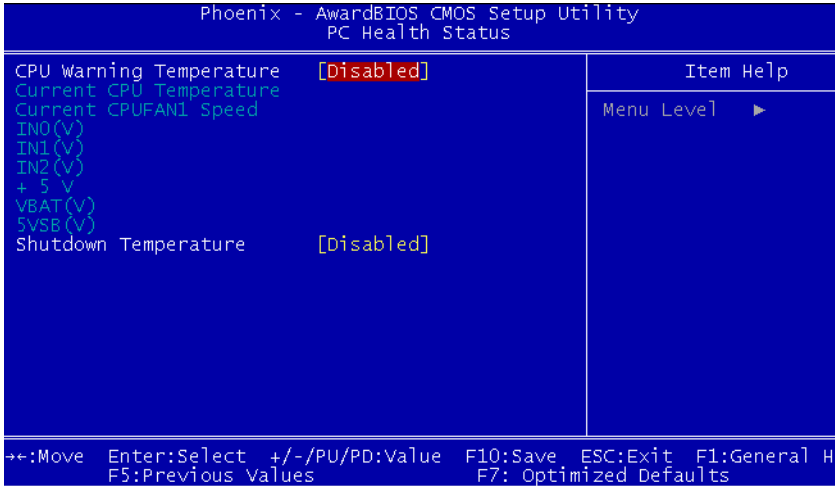 Phoenix - AwardBIOS CMOS Setup Utility
PC Health Status
CPU Warning Temperature [Disabled]
Current CPU Temperature
Current CPUFAN1 Speed
IN0(V)
IN1(V)
IN2(V)
+ 5 V
VBAT(V)
5VSB(V)
Shutdown Temperature [Disabled]
Item Help
Menu Level ▶
→←:Move Enter:Select +/-/PU/PD:Value F10:Save ESC:Exit F1:General H
F5:Previous Values F7: Optimized Defaults